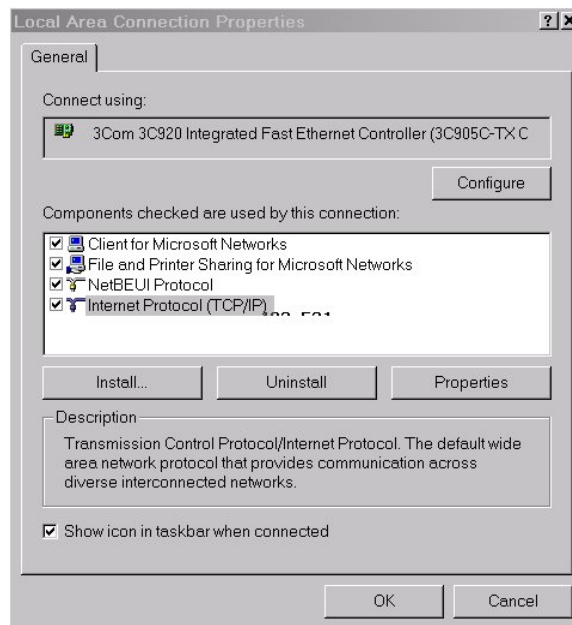 Local Area Connection Properties
General
Connect using:
3Com 3C920 Integrated Fast Ethernet Controller (3C905C-TX C
Configure
Components checked are used by this connection:
Client for Microsoft Networks
File and Printer Sharing for Microsoft Networks
NetBEUI Protocol
Internet Protocol (TCP/IP)
Install... Uninstall Properties
Description
Transmission Control Protocol/Internet Protocol. The default wide
area network protocol that provides communication across
diverse interconnected networks.
Show icon in taskbar when connected
OK Cancel